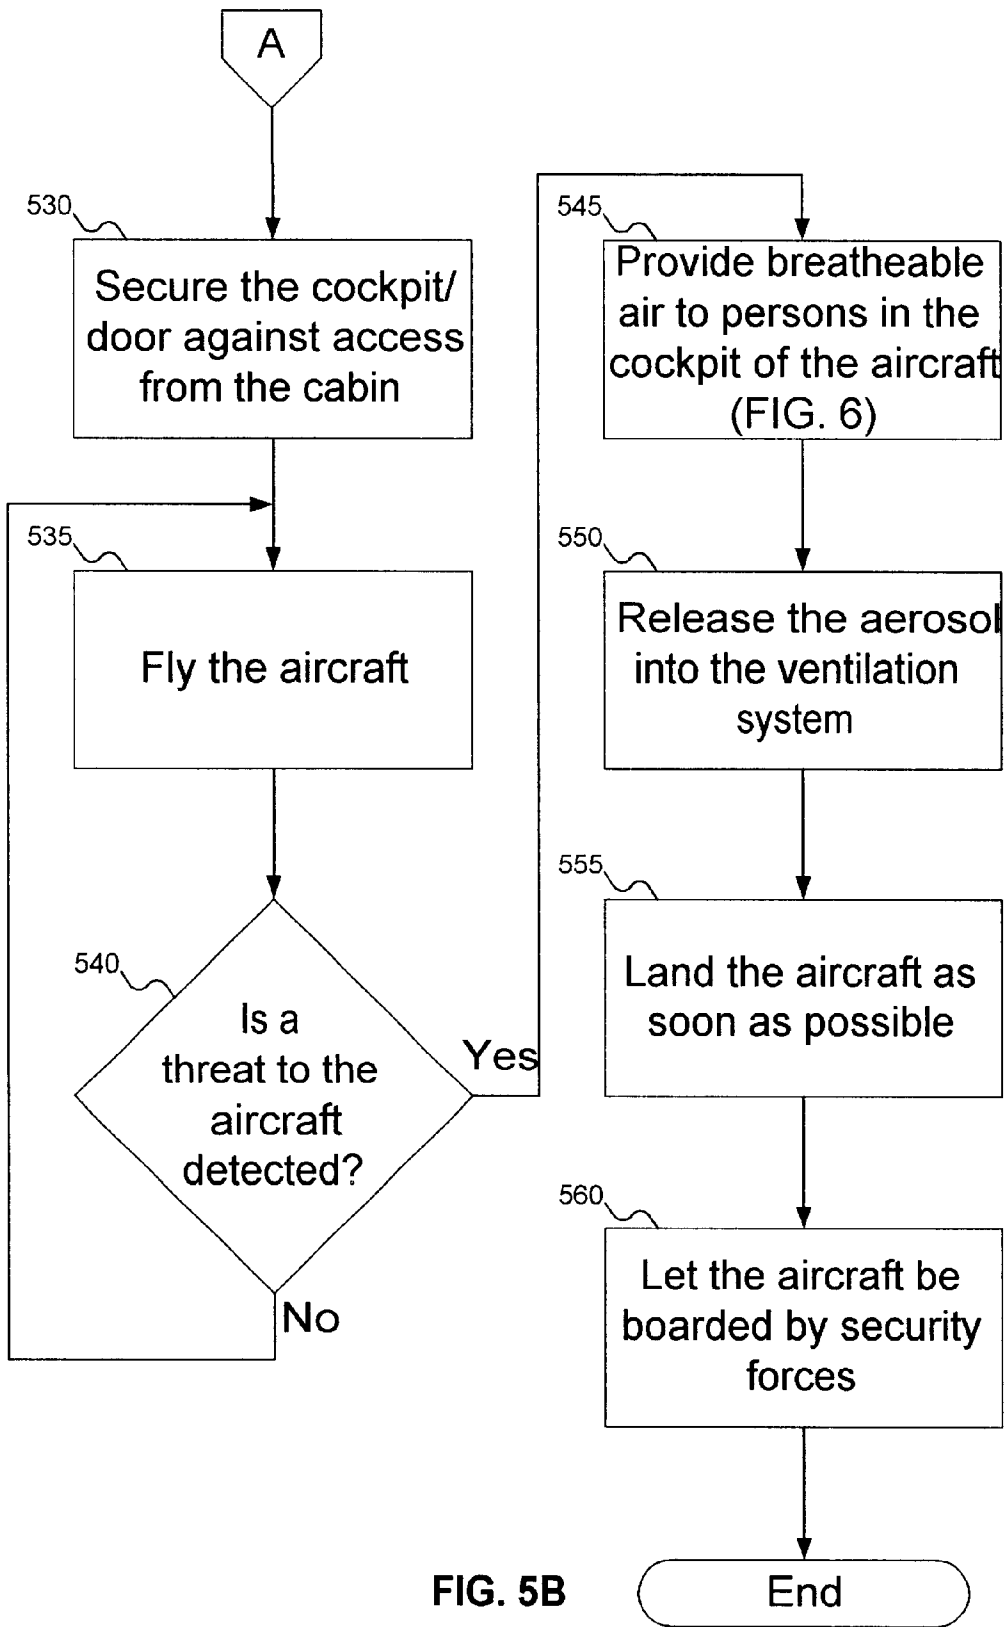 A
530
Secure the cockpit/
door against access
from the cabin
535
Fly the aircraft
540
Is a
threat to the
aircraft
detected?
Yes
No
545
Provide breatheable
air to persons in the
cockpit of the aircraft
(FIG. 6)
550
Release the aerosol
into the ventilation
system
555
Land the aircraft as
soon as possible
560
Let the aircraft be
boarded by security
forces
End
FIG. 5B